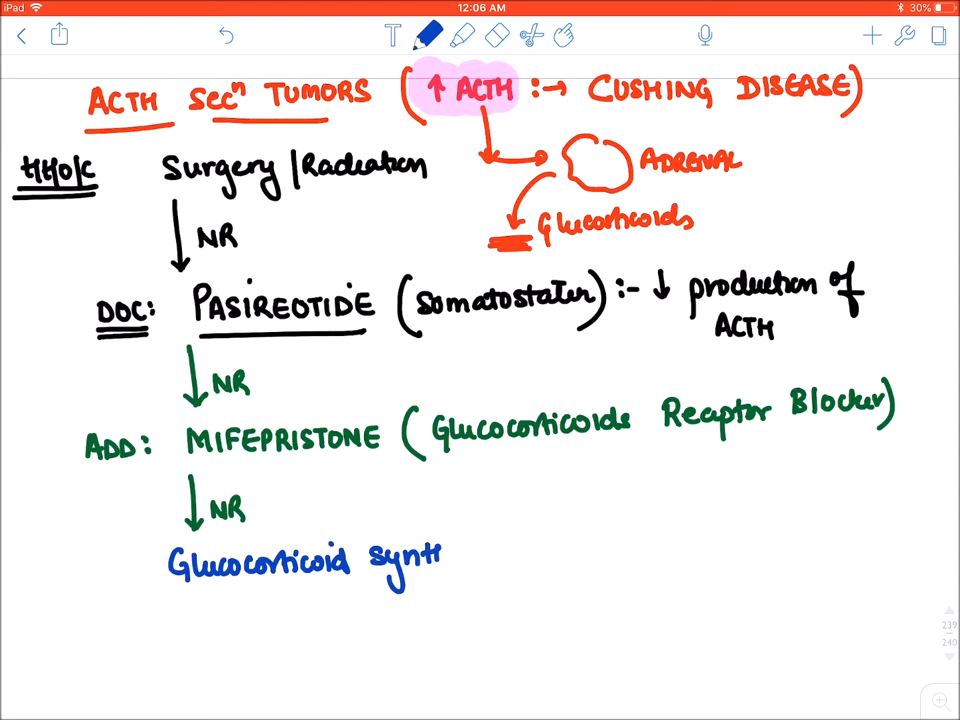 iPad 12:06 AM 30%
T
ACTH Secⁿ TUMORS ( ↑ ACTH :→ CUSHING DISEASE)
ADRENAL
Glucorticoids
Surgery / Radiation
↓ NR
DOC: PASIREOTIDE (Somatostatin) :- ↓ production of ACTH
↓ NR
ADD: MIFEPRISTONE ( Glucocorticoids Receptor Blocker)
↓ NR
Glucocorticoid synth
239
240